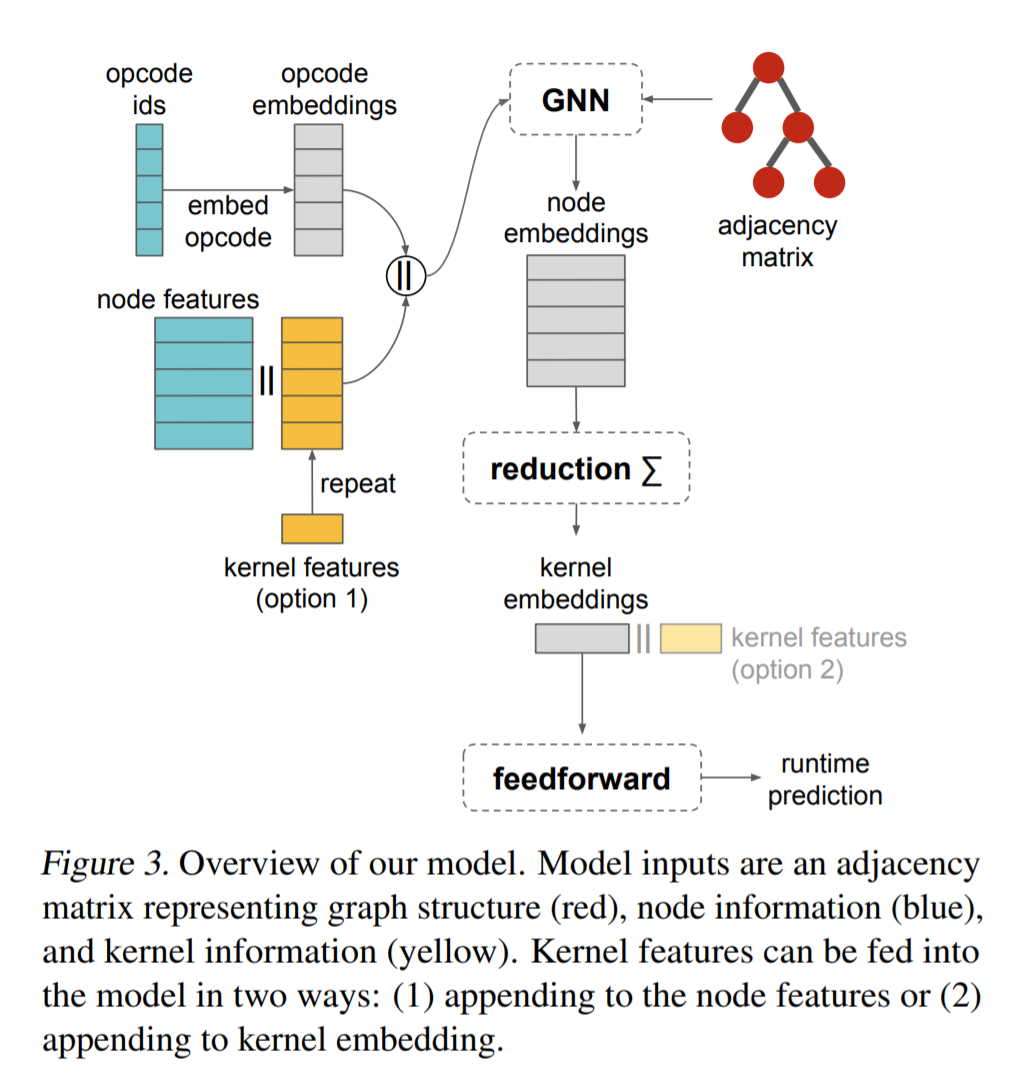 opcode
ids
opcode
embeddings
embed
opcode
||
GNN
adjacency
matrix
node
embeddings
node features
||
repeat
kernel features
(option 1)
reduction ∑
kernel
embeddings
||
kernel features
(option 2)
feedforward
runtime
prediction
Figure 3. Overview of our model. Model inputs are an adjacency
matrix representing graph structure (red), node information (blue),
and kernel information (yellow). Kernel features can be fed into
the model in two ways: (1) appending to the node features or (2)
appending to kernel embedding.